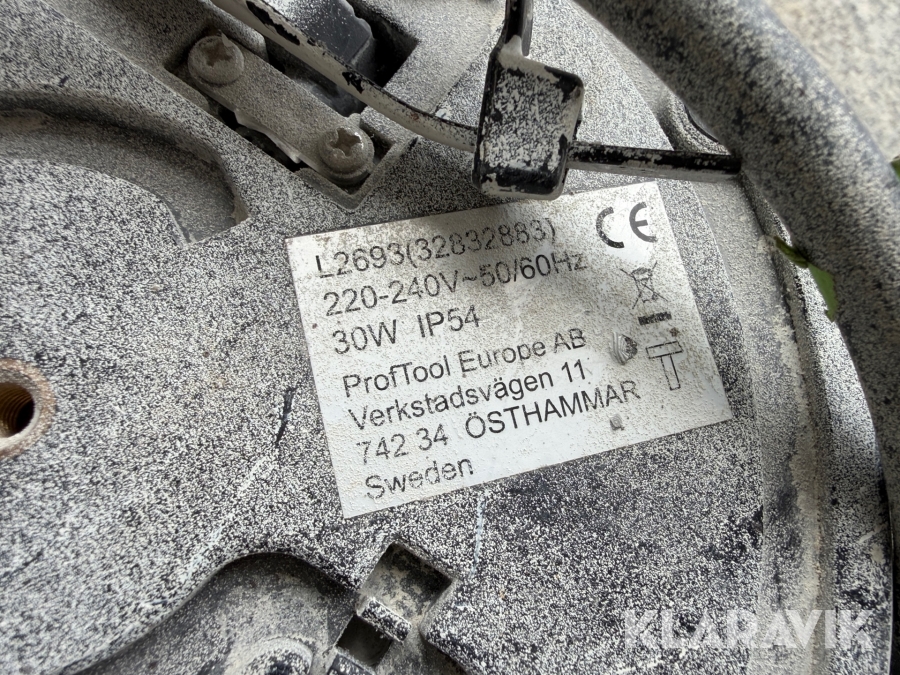 L2693(32832883)
220-240V~50/60Hz
30W IP54
ProfTool Europe AB
Verkstadsvägen 11
742 34 ÖSTHAMMAR
Sweden
CE
KLARAVIK